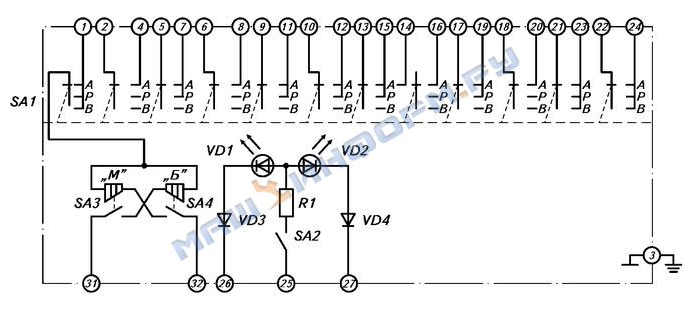 1 2 4 5 7 6 8 9 11 10 12 13 15 14 16 17 19 18 20 21 23 22 24
А А А А А А А А А А А А
SA1 Р Р Р Р Р Р Р Р Р Р Р Р
В В В В В В В В В В В В
VD1 VD2
„М" „Б"
SA3 SA4 VD3 R1 VD4
SA2
3
31 32 26 25 27
МАШИНФОРМ.РУ